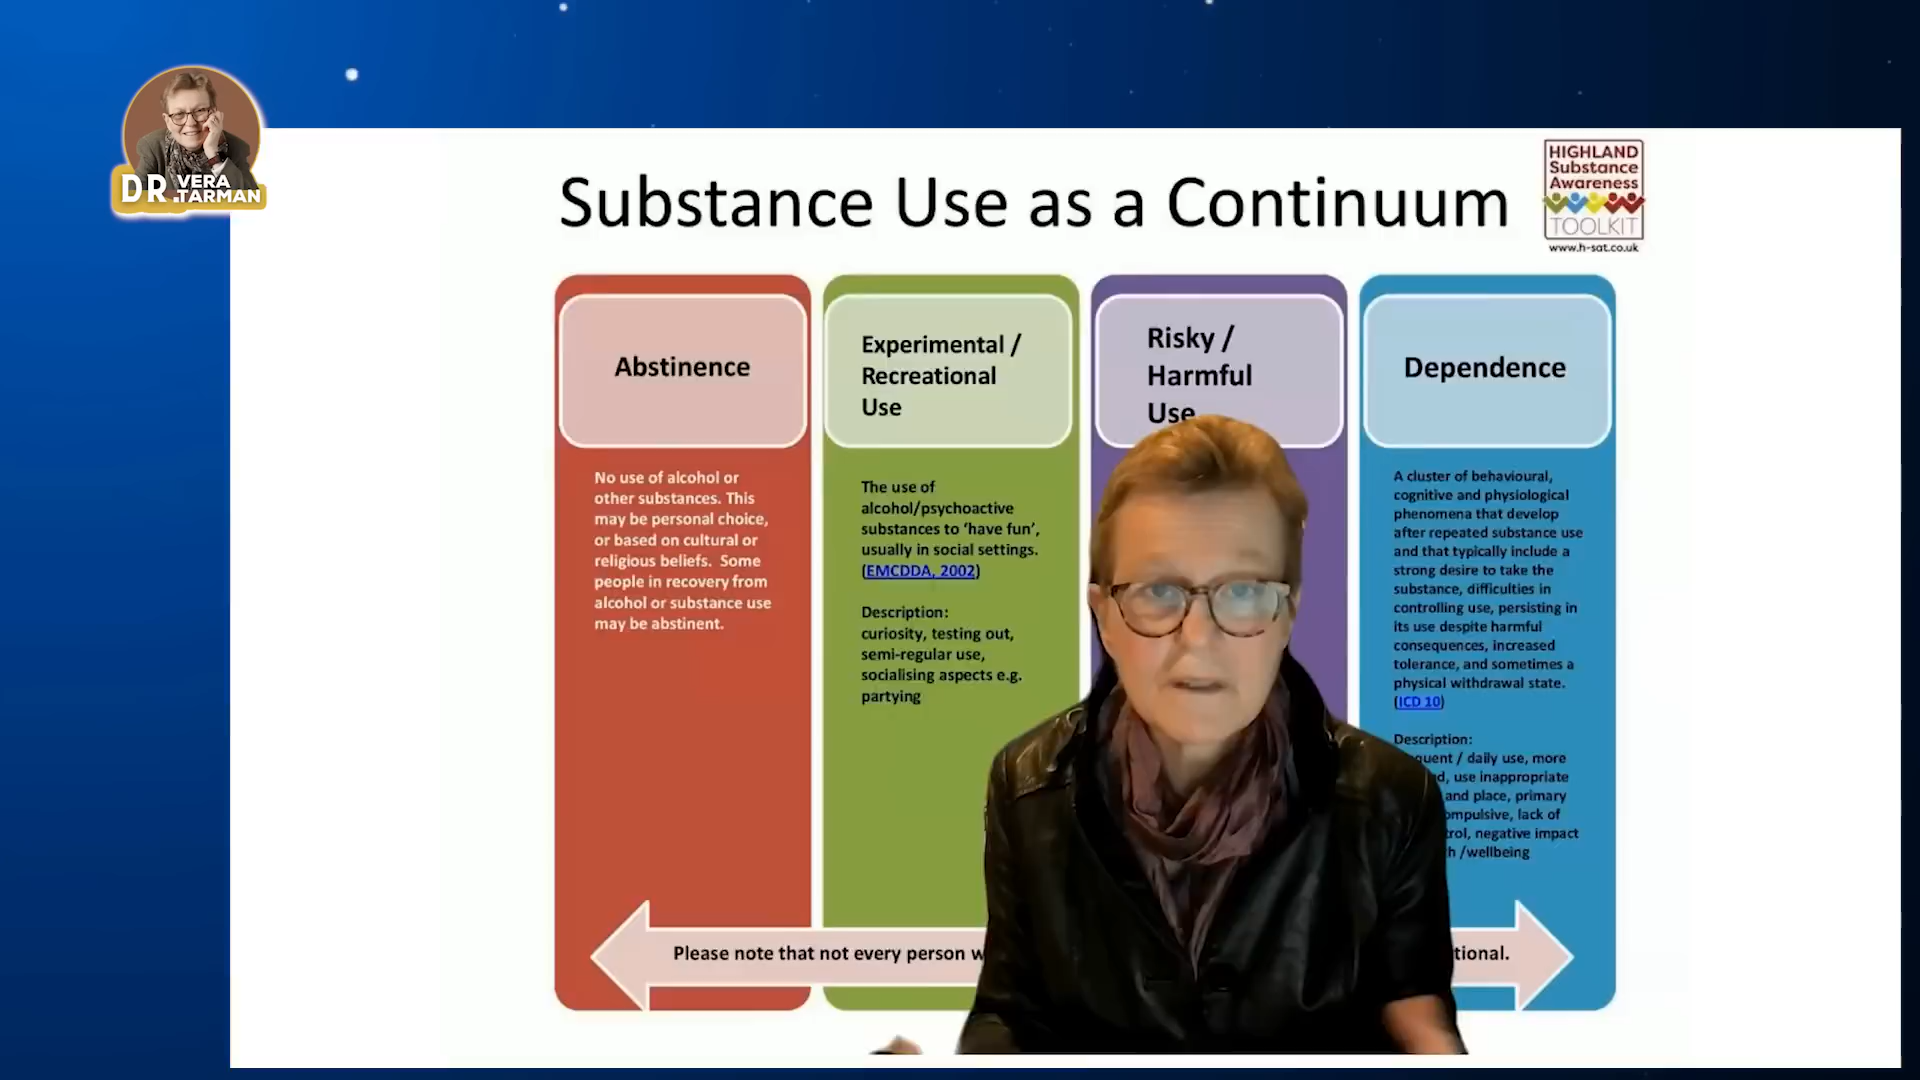 DR. VERA
TARMAN
Substance Use as a Continuum
HIGHLAND
Substance
Awareness
TOOLKIT
www.h-sat.co.uk
Abstinence
No use of alcohol or
other substances. This
may be personal choice,
or based on cultural or
religious beliefs. Some
people in recovery from
alcohol or substance use
may be abstinent.
Experimental /
Recreational
Use
The use of
alcohol/psychoactive
substances to ‘have fun’,
usually in social settings.
(EMCDDA, 2002)
Description:
curiosity, testing out,
semi-regular use,
socialising aspects e.g.
partying
Risky /
Harmful
Use
Dependence
A cluster of behavioural,
cognitive and physiological
phenomena that develop
after repeated substance use
and that typically include a
strong desire to take the
substance, difficulties in
controlling use, persisting in
its use despite harmful
consequences, increased
tolerance, and sometimes a
physical withdrawal state.
(ICD 10)
Description:
/ daily use, more
use inappropriate
and place, primary
lack of
negative impact
/wellbeing
Please note that not every person